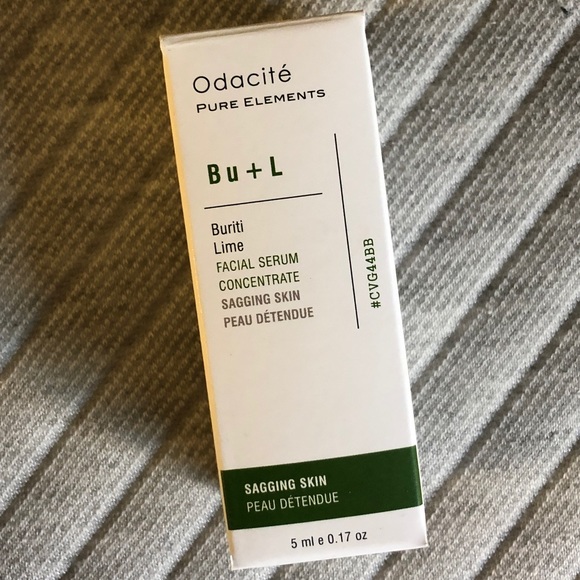 Odacité
PURE ELEMENTS
Bu + L
Buriti
Lime
FACIAL SERUM
CONCENTRATE
SAGGING SKIN
PEAU DÉTENDUE
#CVG44BB
SAGGING SKIN
PEAU DÉTENDUE
5 ml e 0.17 oz